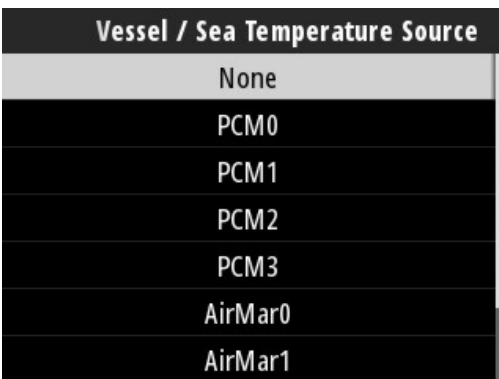 Vessel / Sea Temperature Source
None
PCM0
PCM1
PCM2
PCM3
AirMar0
AirMar1